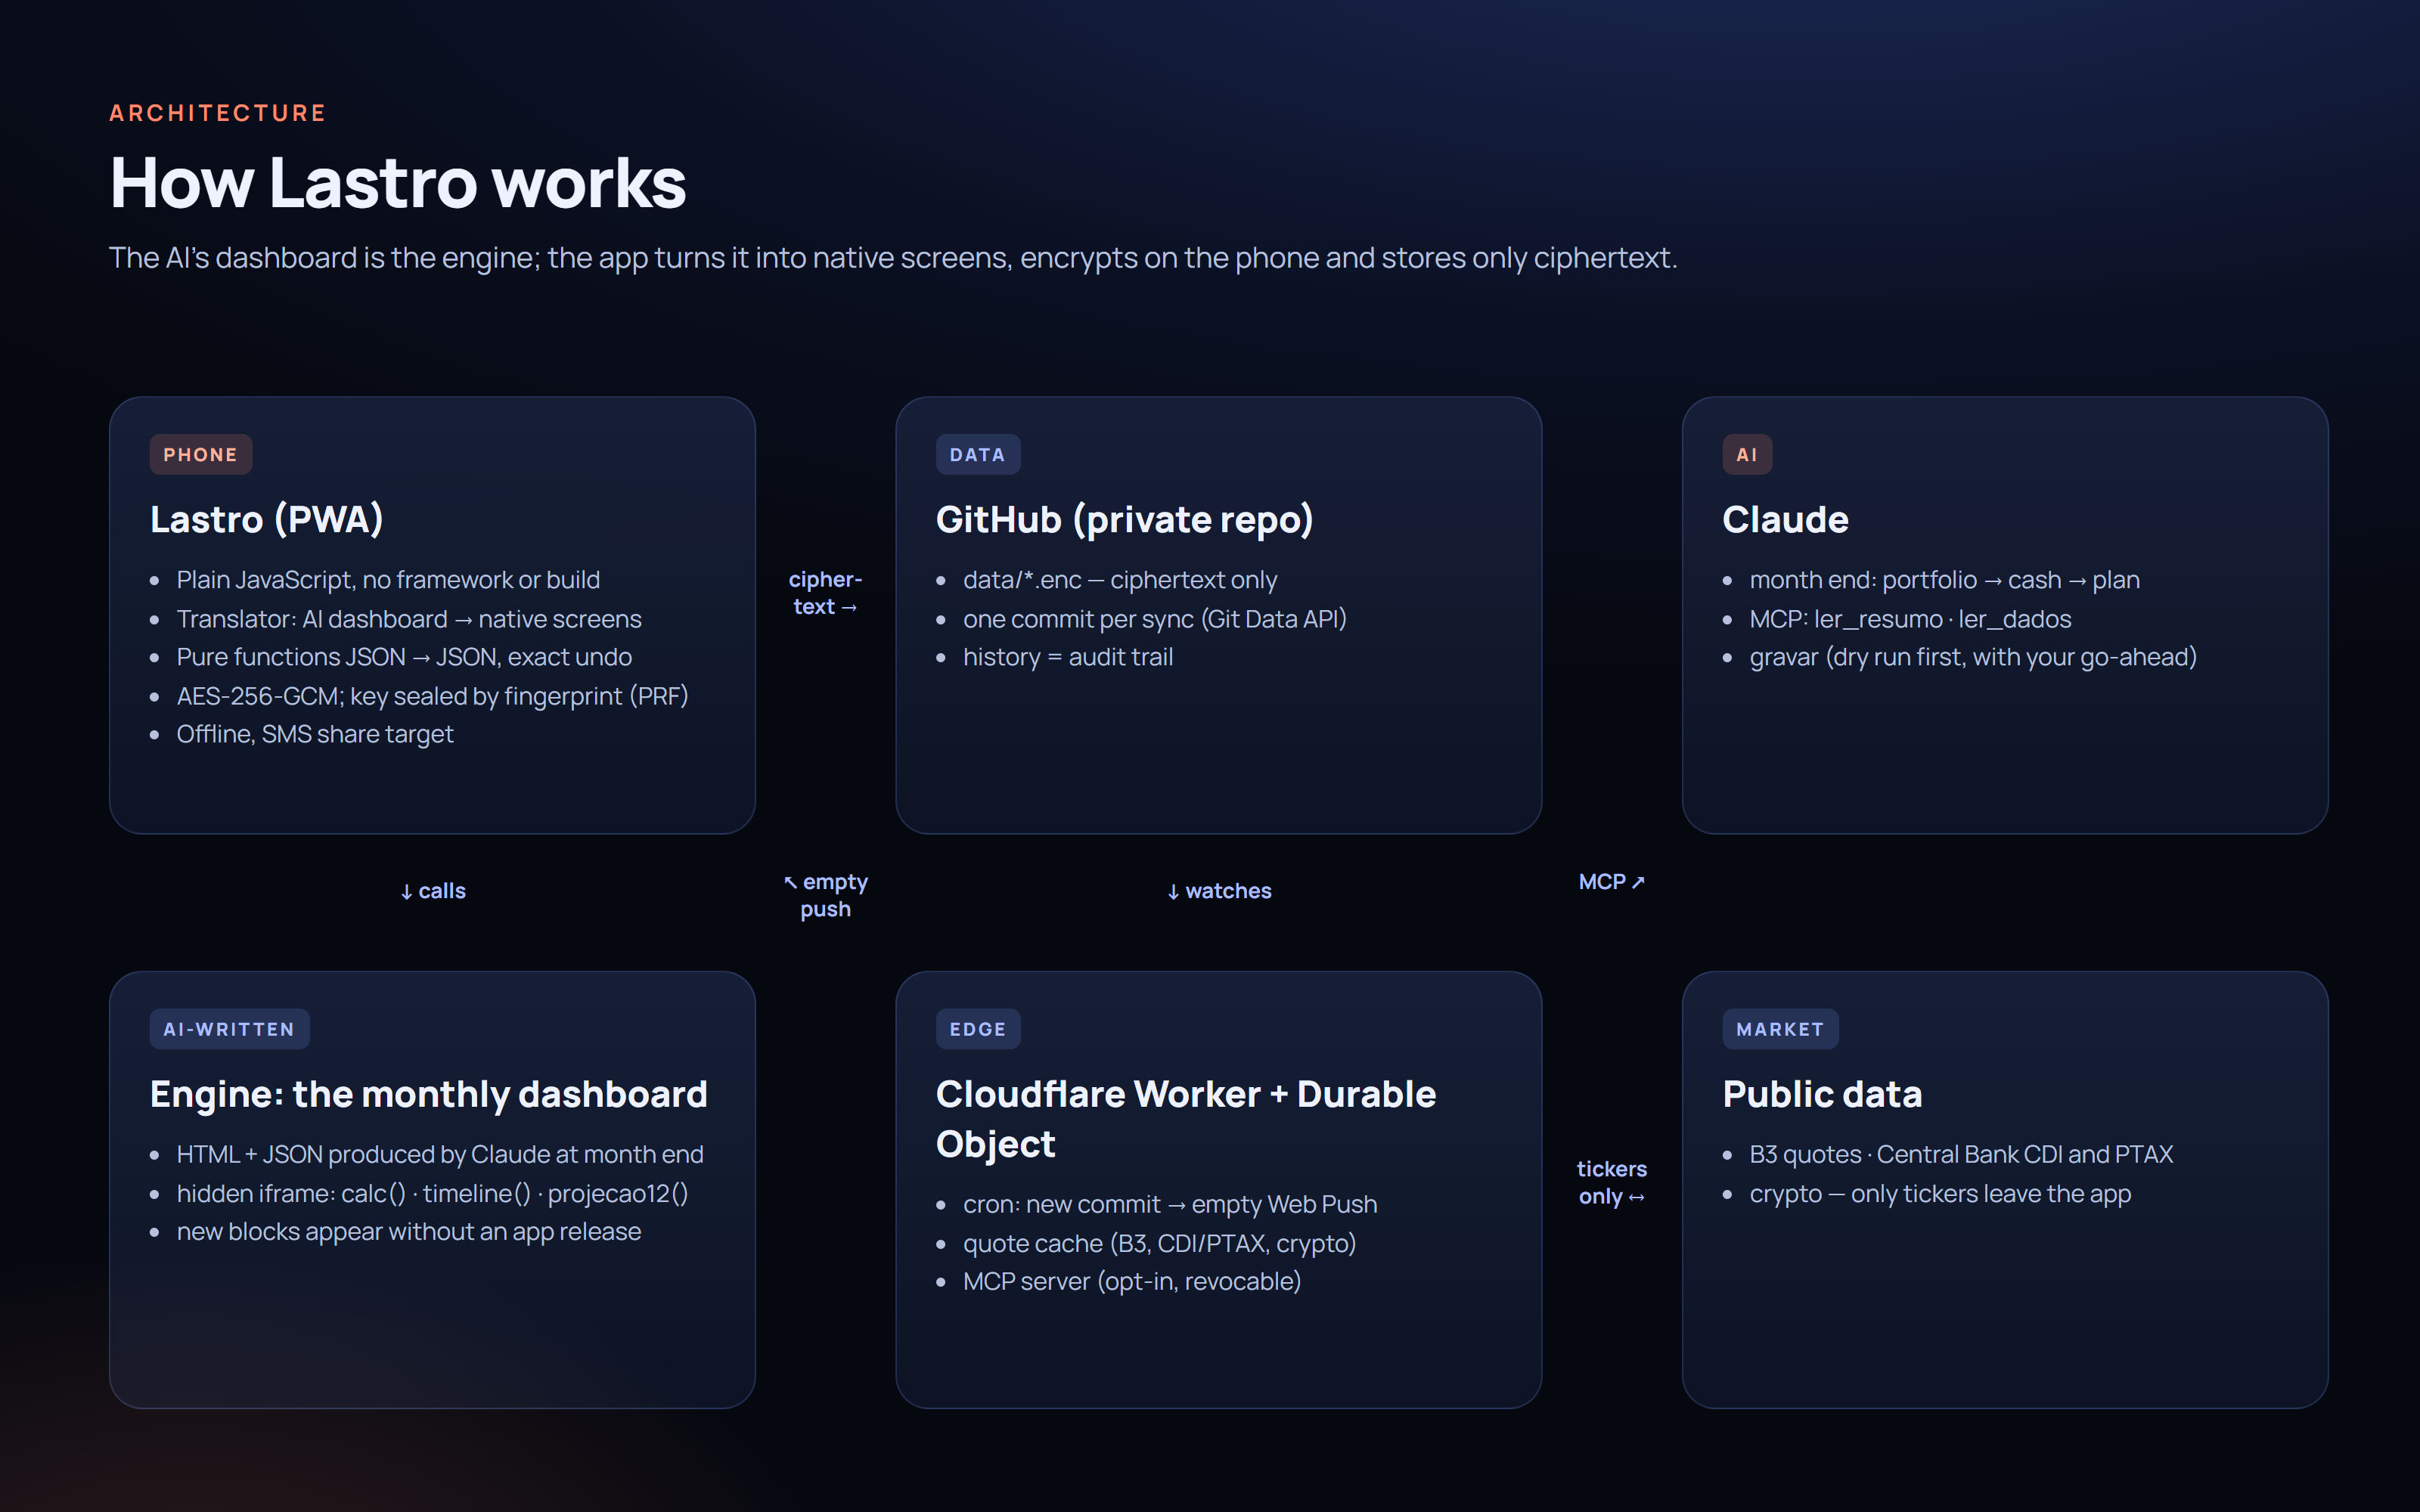 ARCHITECTURE
How Lastro works
The AI's dashboard is the engine; the app turns it into native screens, encrypts on the phone and stores only ciphertext.
PHONE
Lastro (PWA)
Plain JavaScript, no framework or build
Translator: AI dashboard → native screens
Pure functions JSON → JSON, exact undo
AES-256-GCM; key sealed by fingerprint (PRF)
Offline, SMS share target
cipher-
text →
DATA
GitHub (private repo)
data/*.enc — ciphertext only
one commit per sync (Git Data API)
history = audit trail
AI
Claude
month end: portfolio → cash → plan
MCP: ler_resumo · ler_dados
gravar (dry run first, with your go-ahead)
↓ calls
↖ empty
push
↓ watches
MCP ↗
AI-WRITTEN
Engine: the monthly dashboard
HTML + JSON produced by Claude at month end
hidden iframe: calc() · timeline() · projecao12()
new blocks appear without an app release
EDGE
Cloudflare Worker + Durable
Object
cron: new commit → empty Web Push
quote cache (B3, CDI/PTAX, crypto)
MCP server (opt-in, revocable)
tickers
only ↔
MARKET
Public data
B3 quotes · Central Bank CDI and PTAX
crypto — only tickers leave the app